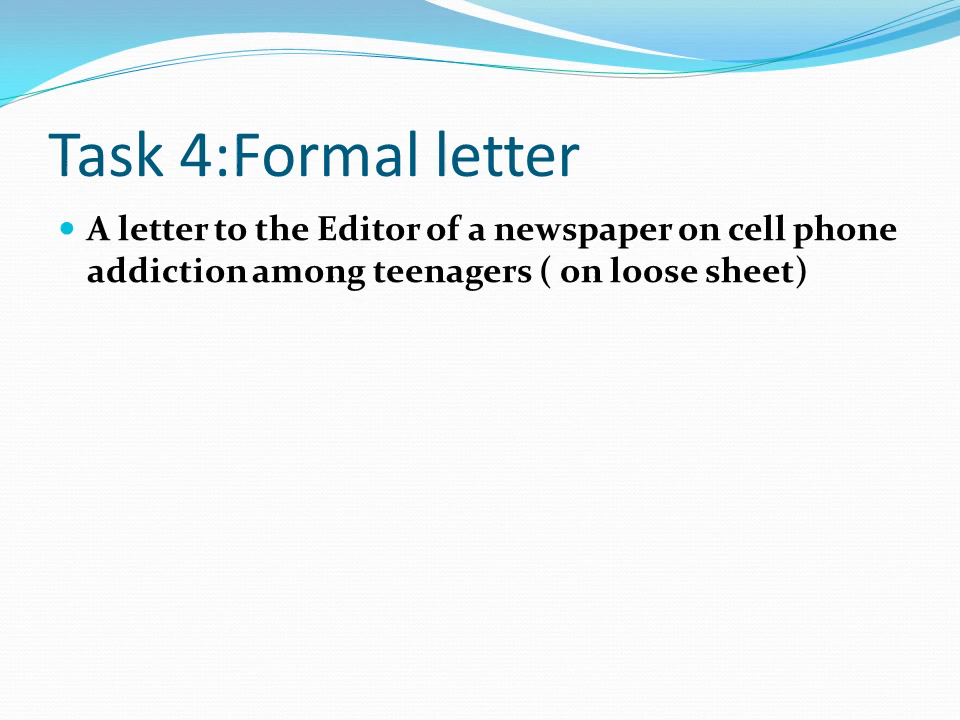 Task 4:Formal letter
• A letter to the Editor of a newspaper on cell phone
addiction among teenagers ( on loose sheet)